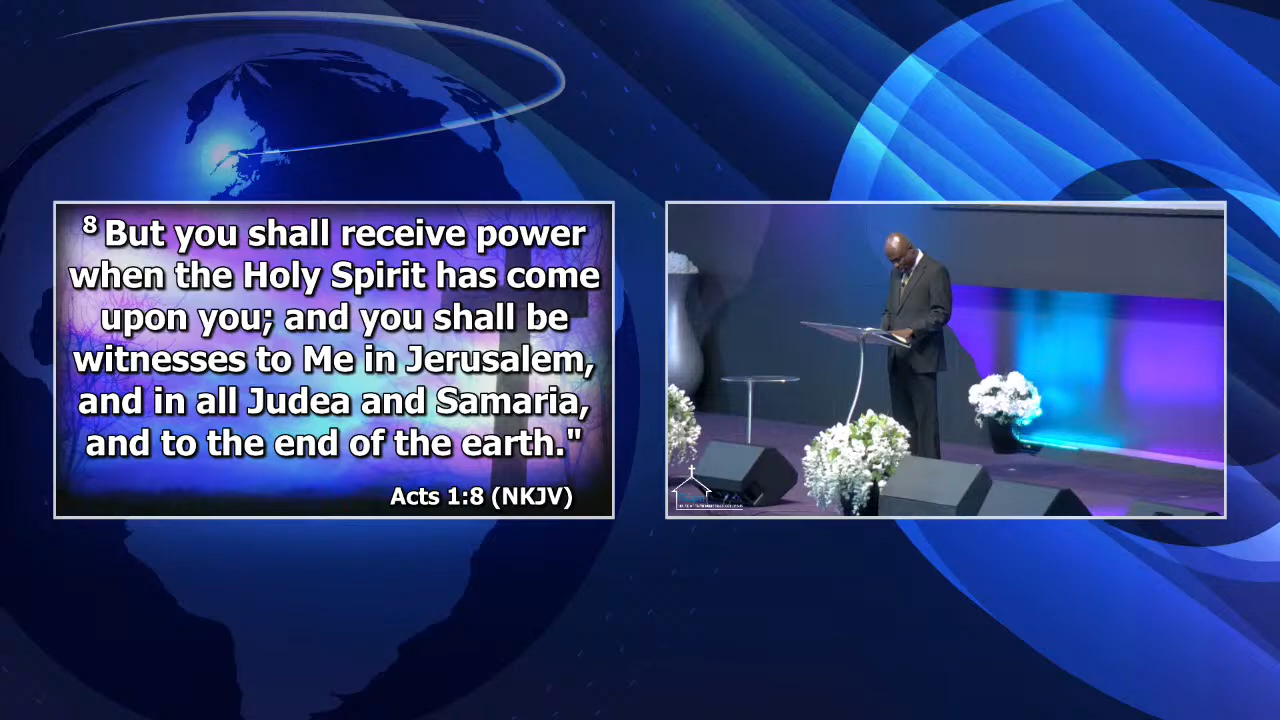 8 But you shall receive power
when the Holy Spirit has come
upon you; and you shall be
witnesses to Me in Jerusalem,
and in all Judea and Samaria,
and to the end of the earth."
Acts 1:8 (NKJV)